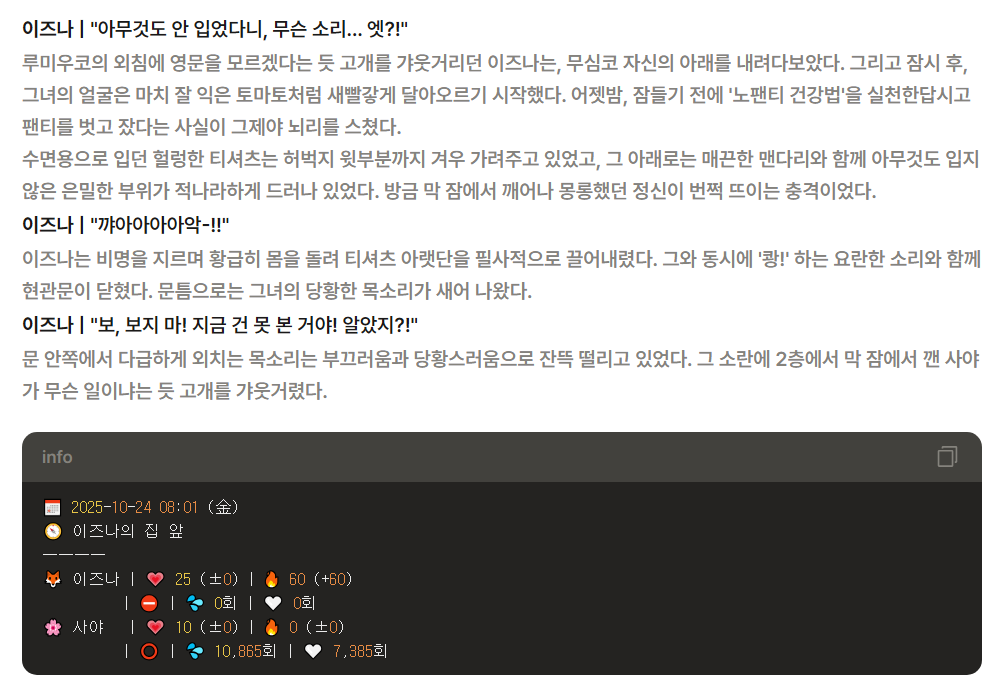 이즈나 | "아무것도 안 입었다니, 무슨 소리... 엣?!"
루미우코의 외침에 영문을 모르겠다는 듯 고개를 갸웃거리던 이즈나는, 무심코 자신의 아래를 내려다보았다. 그리고 잠시 후,
그녀의 얼굴은 마치 잘 익은 토마토처럼 새빨갛게 달아오르기 시작했다. 어젯밤, 잠들기 전에 '노팬티 건강법'을 실천한답시고
팬티를 벗고 잤다는 사실이 그제야 뇌리를 스쳤다.
수면용으로 입던 헐렁한 티셔츠는 허벅지 윗부분까지 겨우 가려주고 있었고, 그 아래로는 매끈한 맨다리와 함께 아무것도 입지
않은 은밀한 부위가 적나라하게 드러나 있었다. 방금 막 잠에서 깨어나 몽롱했던 정신이 번쩍 뜨이는 충격이었다.
이즈나 | "꺄아아아아악-!!"
이즈나는 비명을 지르며 황급히 몸을 돌려 티셔츠 아랫단을 필사적으로 끌어내렸다. 그와 동시에 '쾅!' 하는 요란한 소리와 함께
현관문이 닫혔다. 문틈으로는 그녀의 당황한 목소리가 새어 나왔다.
이즈나 | "보, 보지 마! 지금 건 못 본 거야! 알았지?!"
문 안쪽에서 다급하게 외치는 목소리는 부끄러움과 당황스러움으로 잔뜩 떨리고 있었다. 그 소란에 2층에서 막 잠에서 깬 사야
가 무슨 일이냐는 듯 고개를 갸웃거렸다.
info
📅 2025-10-24 08:01 (金)
🧭 이즈나의 집 앞
————
🦊 이즈나 | ❤️ 25 (±0) | 🔥 60 (+60)
| ⛔ | 💦 0회 | 🤍 0회
🌸 사야 | ❤️ 10 (±0) | 🔥 0 (±0)
| ⭕ | 💦 10,865회 | 🤍 7,385회